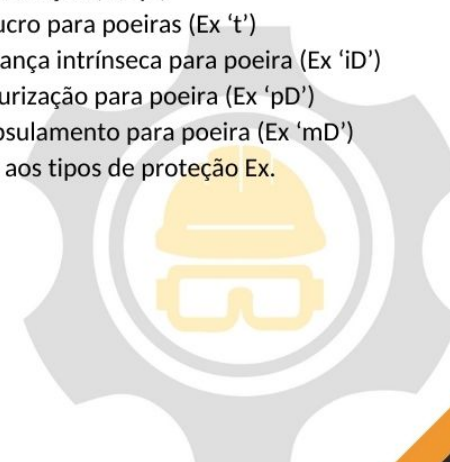 ucro para poeiras (Ex ‘t’)
ança intrínseca para poeira (Ex ‘iD’)
urização para poeira (Ex ‘pD’)
psulamento para poeira (Ex ‘mD’)
aos tipos de proteção Ex.